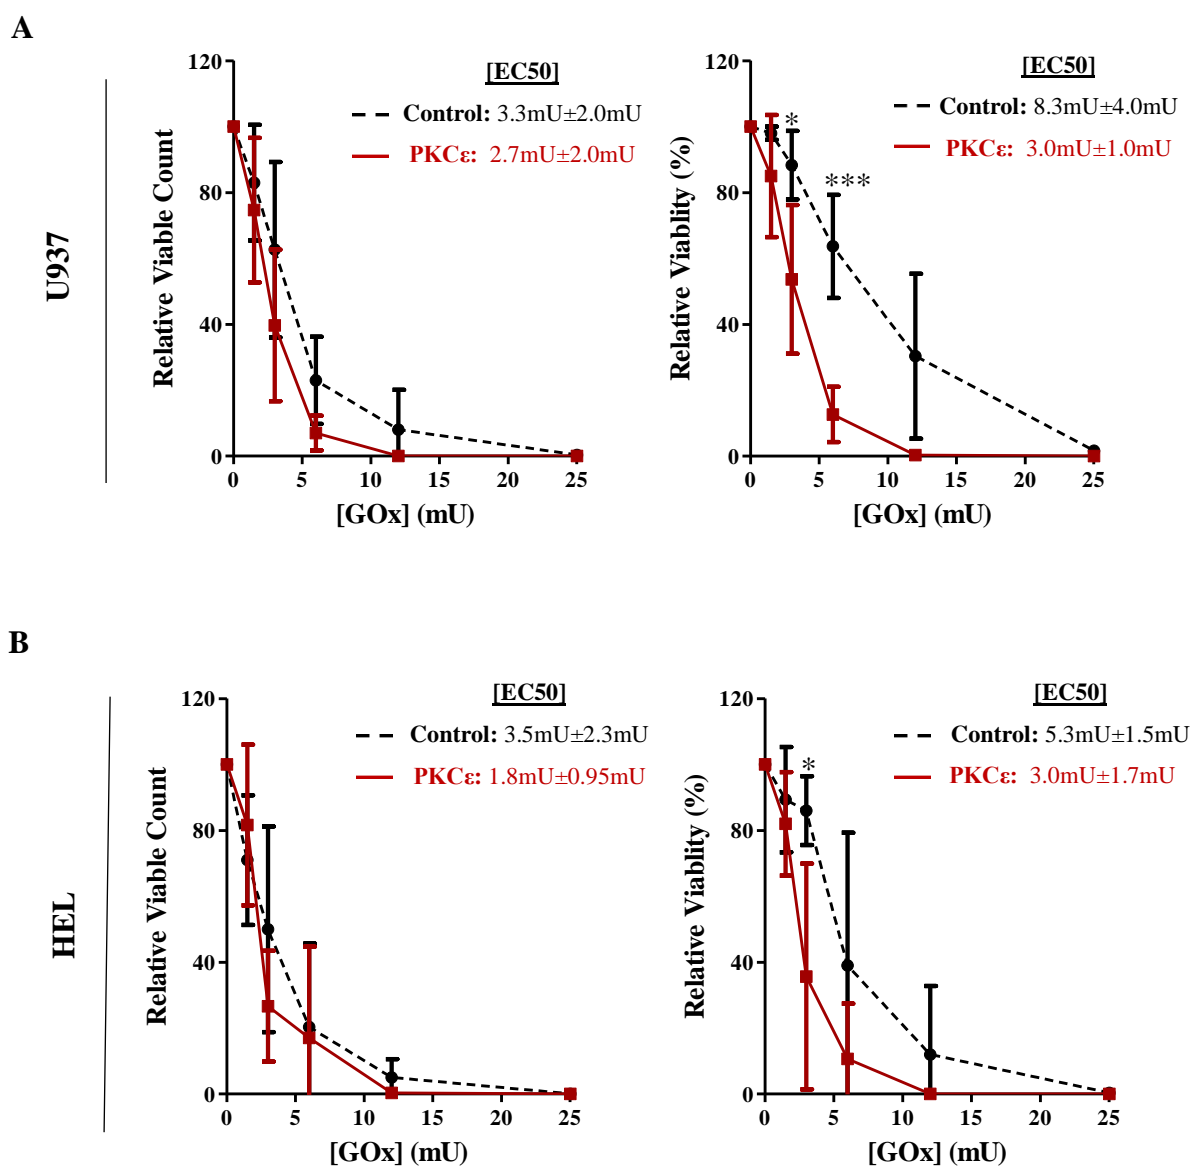 A
U937
120
80
40
0
Relative Viable Count
[EC50]
Control: 3.3mU±2.0mU
PKCε: 2.7mU±2.0mU
0 5 10 15 20 25
[GOx] (mU)
120
80
40
0
Relative Viablity (%)
[EC50]
Control: 8.3mU±4.0mU
PKCε: 3.0mU±1.0mU
*
***
0 5 10 15 20 25
[GOx] (mU)
B
HEL
120
80
40
0
Relative Viable Count
[EC50]
Control: 3.5mU±2.3mU
PKCε: 1.8mU±0.95mU
0 5 10 15 20 25
[GOx] (mU)
120
80
40
0
Relative Viablity (%)
[EC50]
Control: 5.3mU±1.5mU
PKCε: 3.0mU±1.7mU
*
0 5 10 15 20 25
[GOx] (mU)